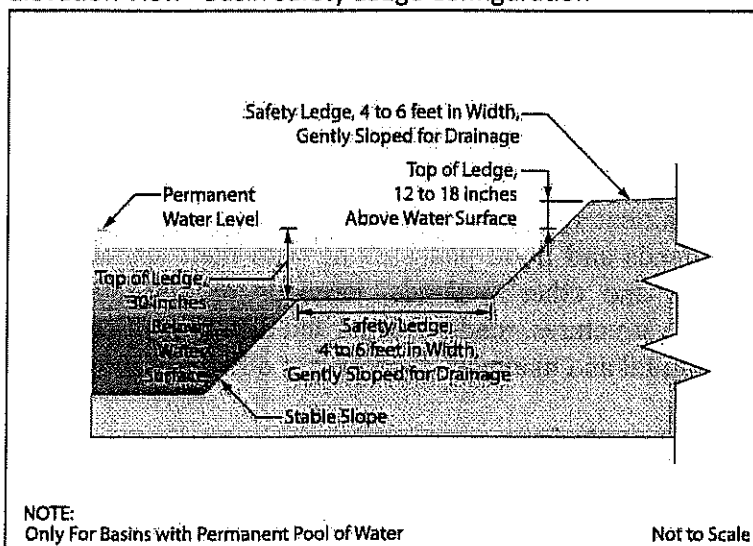 Safety Ledge, 4 to 6 feet in Width,
Gently Sloped for Drainage
Top of Ledge,
12 to 18 inches
Above Water Surface
Permanent
Water Level
Top of Ledge,
30 inches
Below
Water
Surface
Safety Ledge,
4 to 6 feet in Width,
Gently Sloped for Drainage
Stable Slope
NOTE:
Only For Basins with Permanent Pool of Water
Not to Scale